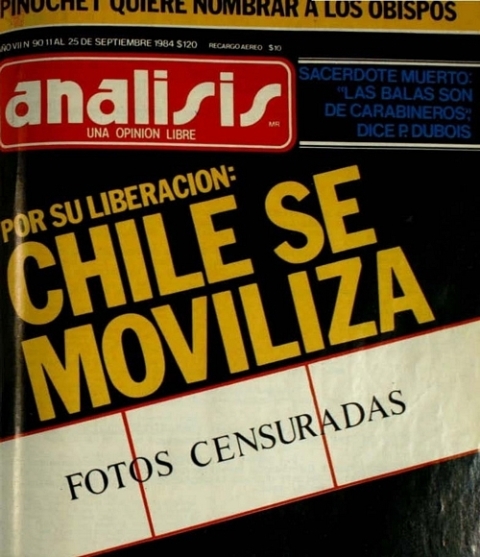 PINOCHET QUIERE NOMBRAR A LOS OBISPOS
AÑO VII N 90 11 AL 25 DE SEPTIEMBRE 1984 $120 RECARGO AEREO $10
analisis
MR
UNA OPINION LIBRE
SACERDOTE MUERTO:
"LAS BALAS SON
DE CARABINEROS",
DICE P. DUBOIS
POR SU LIBERACION:
CHILE SE
MOVILIZA
FOTOS CENSURADAS